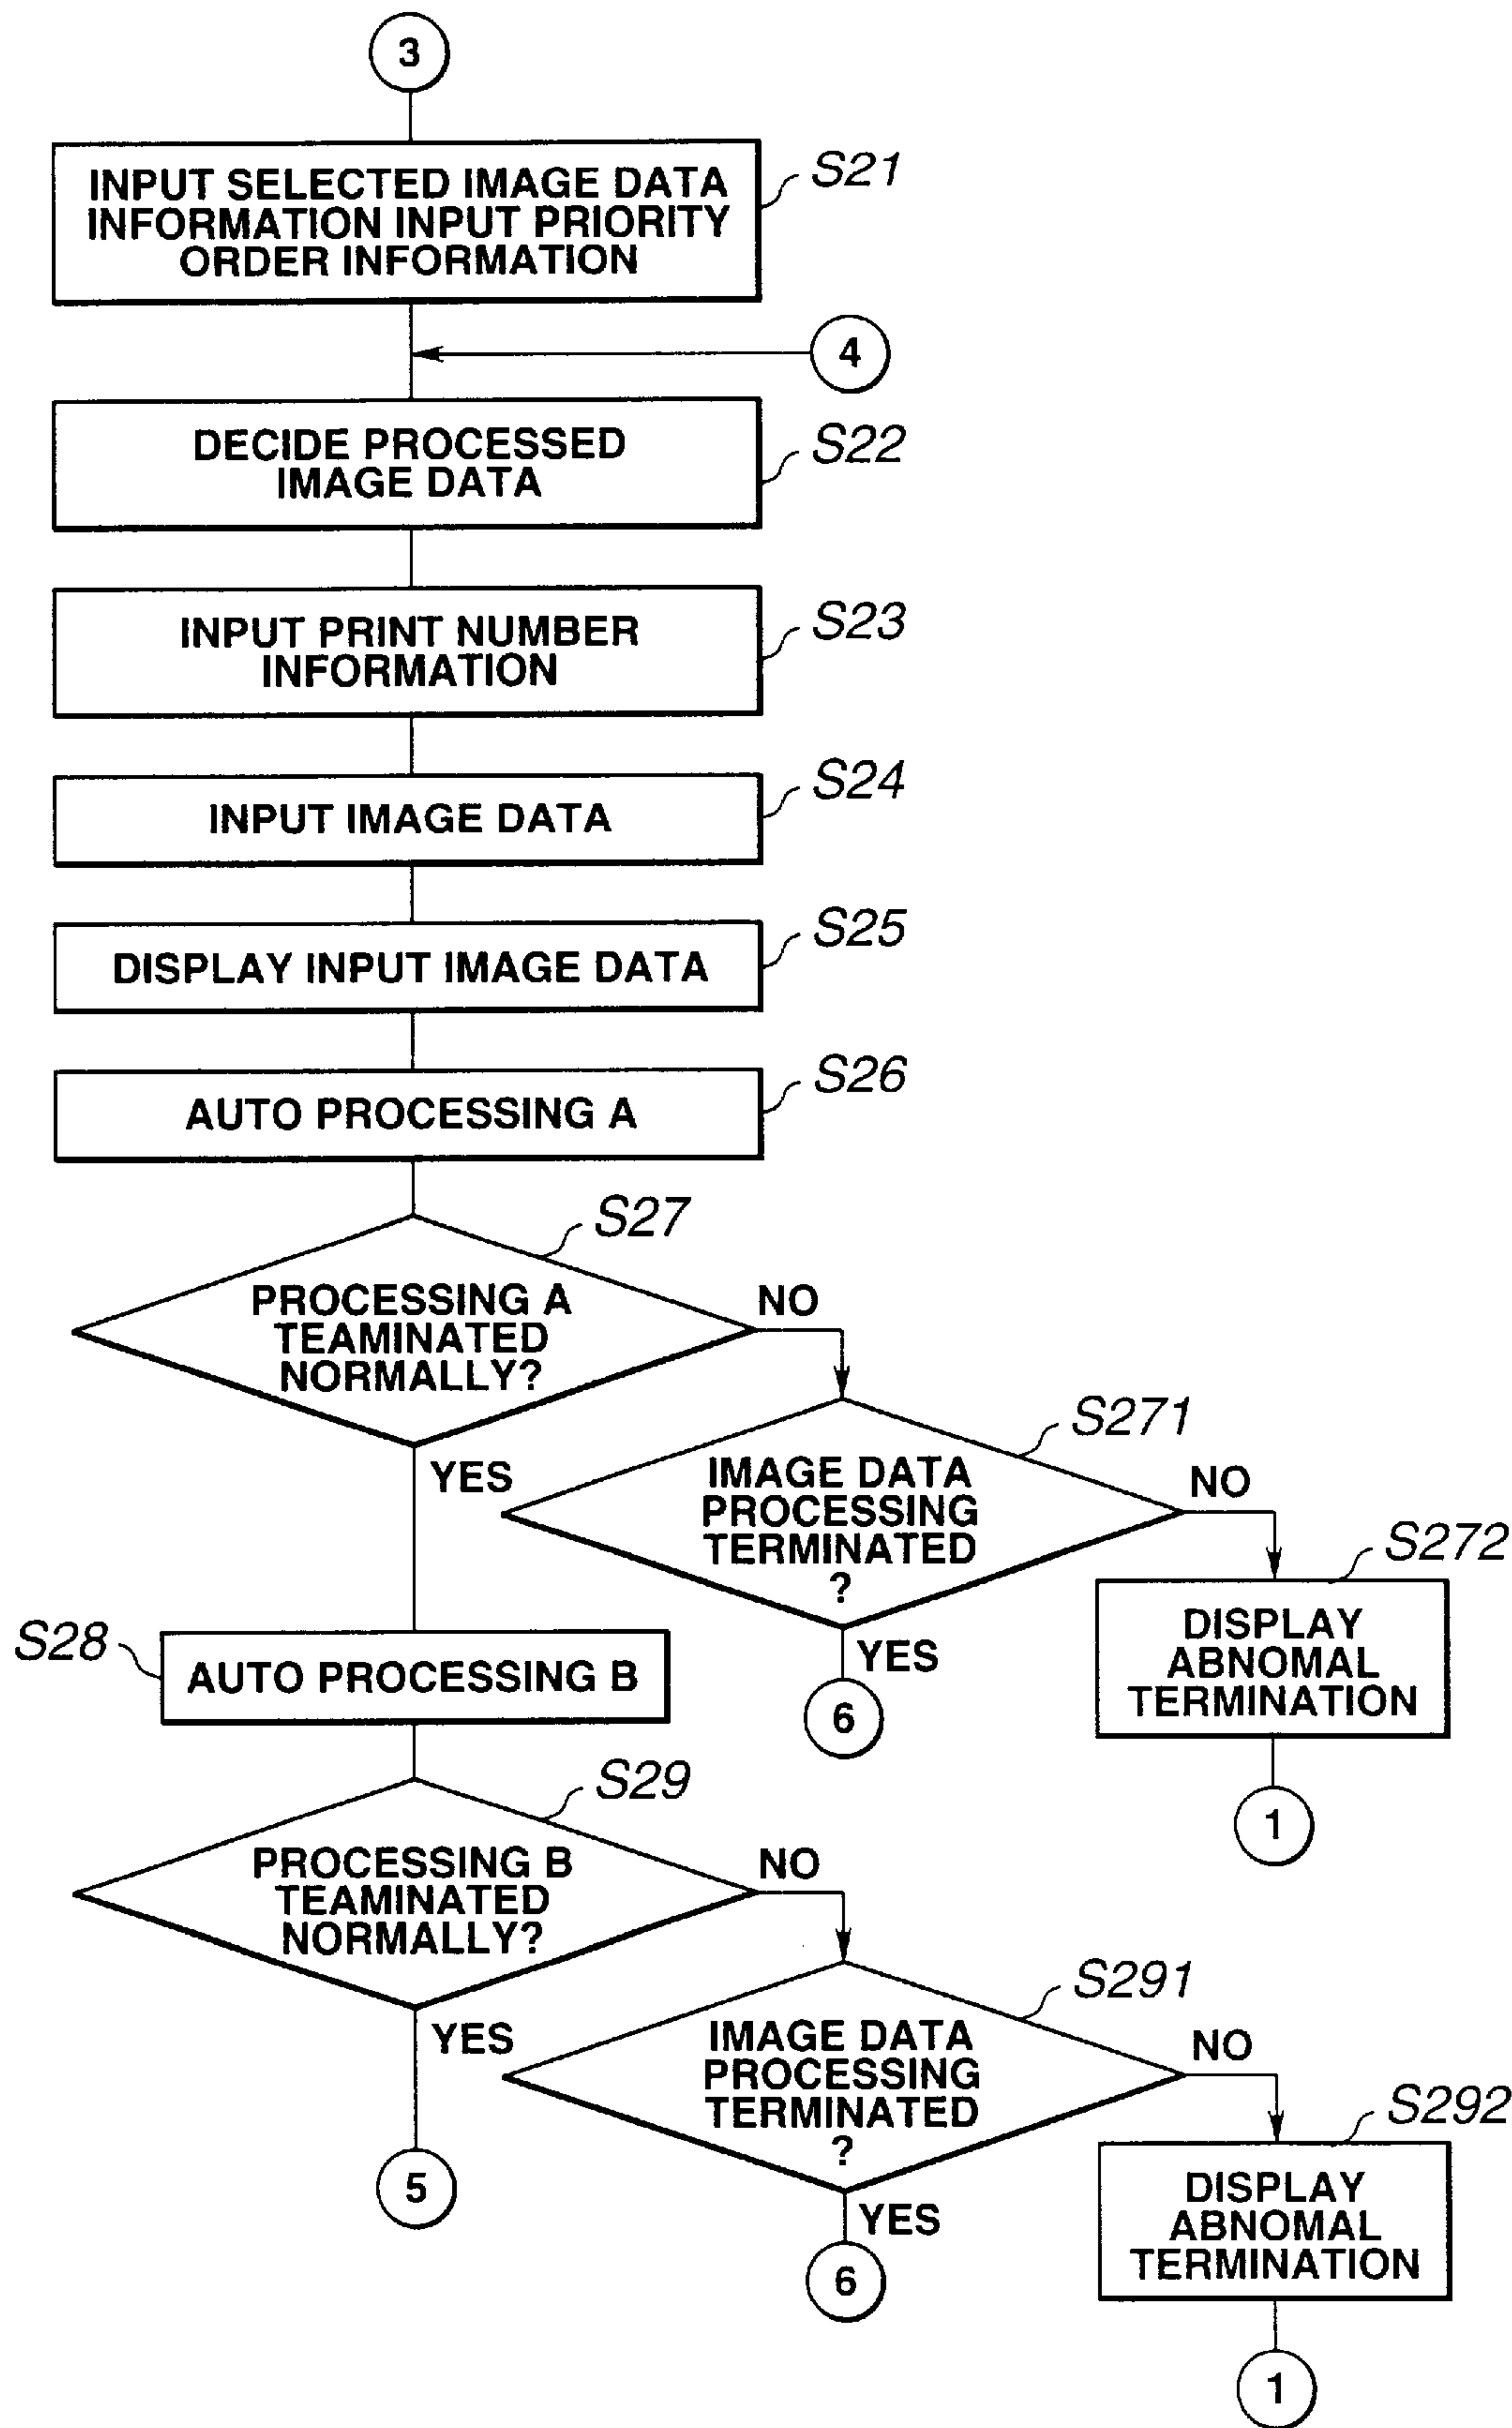 3
INPUT SELECTED IMAGE DATA
INFORMATION INPUT PRIORITY
ORDER INFORMATION
S21
4
DECIDE PROCESSED
IMAGE DATA
S22
INPUT PRINT NUMBER
INFORMATION
S23
INPUT IMAGE DATA
S24
DISPLAY INPUT IMAGE DATA
S25
AUTO PROCESSING A
S26
S27
PROCESSING A
TEAMINATED
NORMALLY?
NO
YES
S271
IMAGE DATA
PROCESSING
TERMINATED
?
NO
YES
6
S272
DISPLAY
ABNOMAL
TERMINATION
1
S28
AUTO PROCESSING B
S29
PROCESSING B
TEAMINATED
NORMALLY?
NO
YES
5
S291
IMAGE DATA
PROCESSING
TERMINATED
?
NO
YES
6
S292
DISPLAY
ABNOMAL
TERMINATION
1